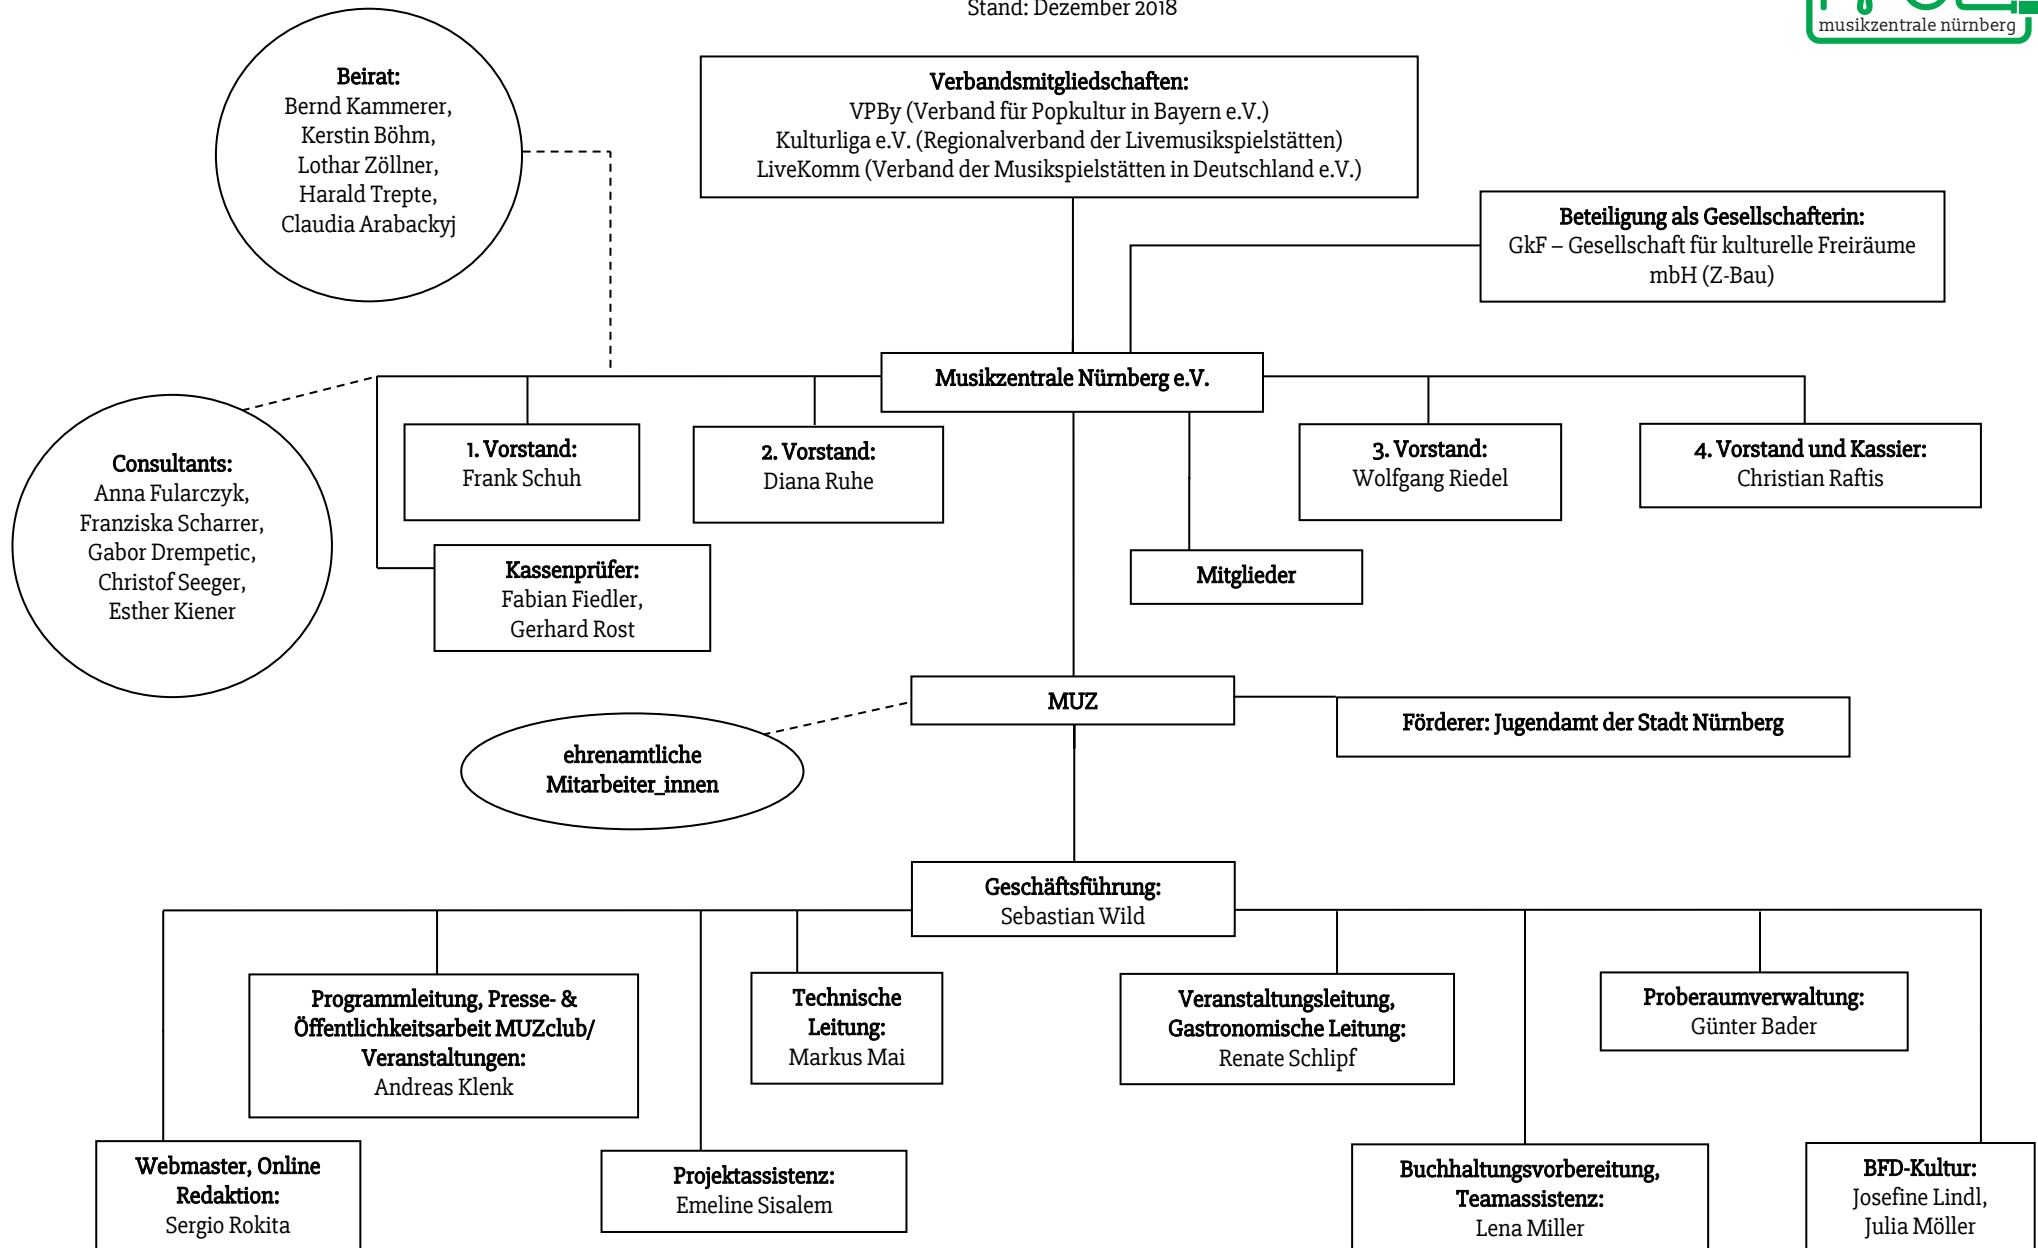 Stand: Dezember 2018
musikzentrale nürnberg
Beirat:
Bernd Kammerer,
Kerstin Böhm,
Lothar Zöllner,
Harald Trepte,
Claudia Arabackyj
Verbandsmitgliedschaften:
VPBy (Verband für Popkultur in Bayern e.V.)
Kulturliga e.V. (Regionalverband der Livemusikspielstätten)
LiveKomm (Verband der Musikspielstätten in Deutschland e.V.)
Beteiligung als Gesellschafterin:
GkF – Gesellschaft für kulturelle Freiräume
mbH (Z-Bau)
Musikzentrale Nürnberg e.V.
Consultants:
Anna Fularczyk,
Franziska Scharrer,
Gabor Drempetic,
Christof Seeger,
Esther Kiener
1. Vorstand:
Frank Schuh
2. Vorstand:
Diana Ruhe
3. Vorstand:
Wolfgang Riedel
4. Vorstand und Kassier:
Christian Raftis
Kassenprüfer:
Fabian Fiedler,
Gerhard Rost
Mitglieder
MUZ
Förderer: Jugendamt der Stadt Nürnberg
ehrenamtliche
Mitarbeiter_innen
Geschäftsführung:
Sebastian Wild
Programmleitung, Presse- &
Öffentlichkeitsarbeit MUZclub/
Veranstaltungen:
Andreas Klenk
Technische
Leitung:
Markus Mai
Veranstaltungsleitung,
Gastronomische Leitung:
Renate Schlipf
Proberaumverwaltung:
Günter Bader
Webmaster, Online
Redaktion:
Sergio Rokita
Projektassistenz:
Emeline Sisalem
Buchhaltungsvorbereitung,
Teamassistenz:
Lena Miller
BFD-Kultur:
Josefine Lindl,
Julia Möller